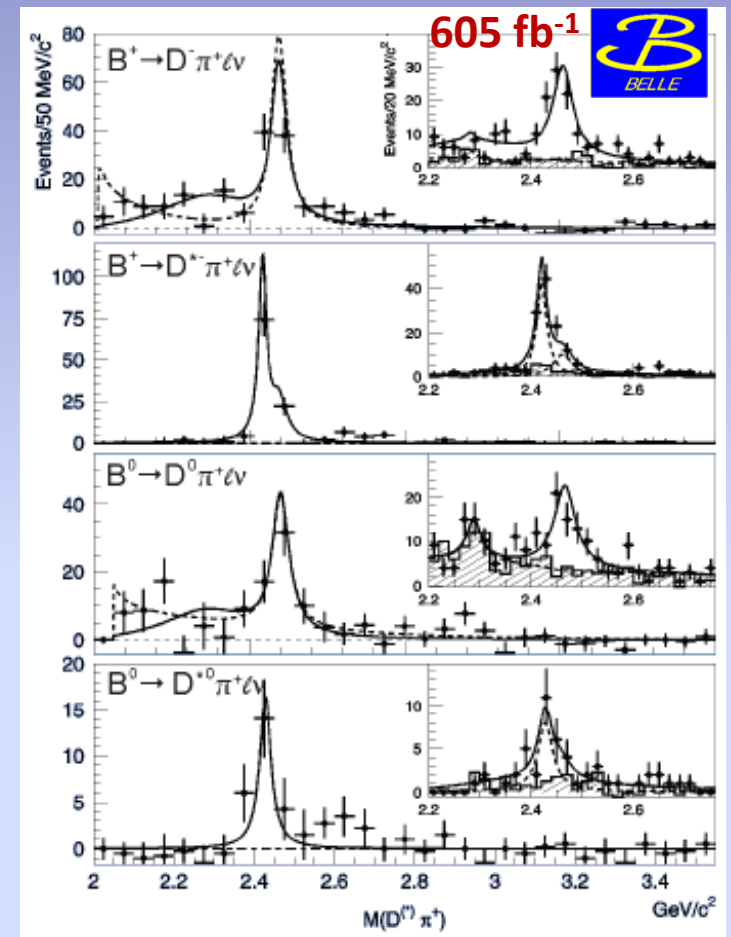 605 fb-1
BELLE
Events/50 MeV/c2
80
60
40
20
0
B+→D-π+ℓν
Events/20 MeV/c2
30
20
10
0
2.2 2.4 2.6
100
75
50
25
0
B+→D*-π+ℓν
40
20
0
2.2 2.4 2.6
40
20
0
B0→D0π+ℓν
20
10
0
2.2 2.4 2.6
20
15
10
5
0
B0→ D*0π+ℓν
10
5
0
2.2 2.4 2.6
2 2.2 2.4 2.6 2.8 3 3.2 3.4
M(D(*) π+)
GeV/c2